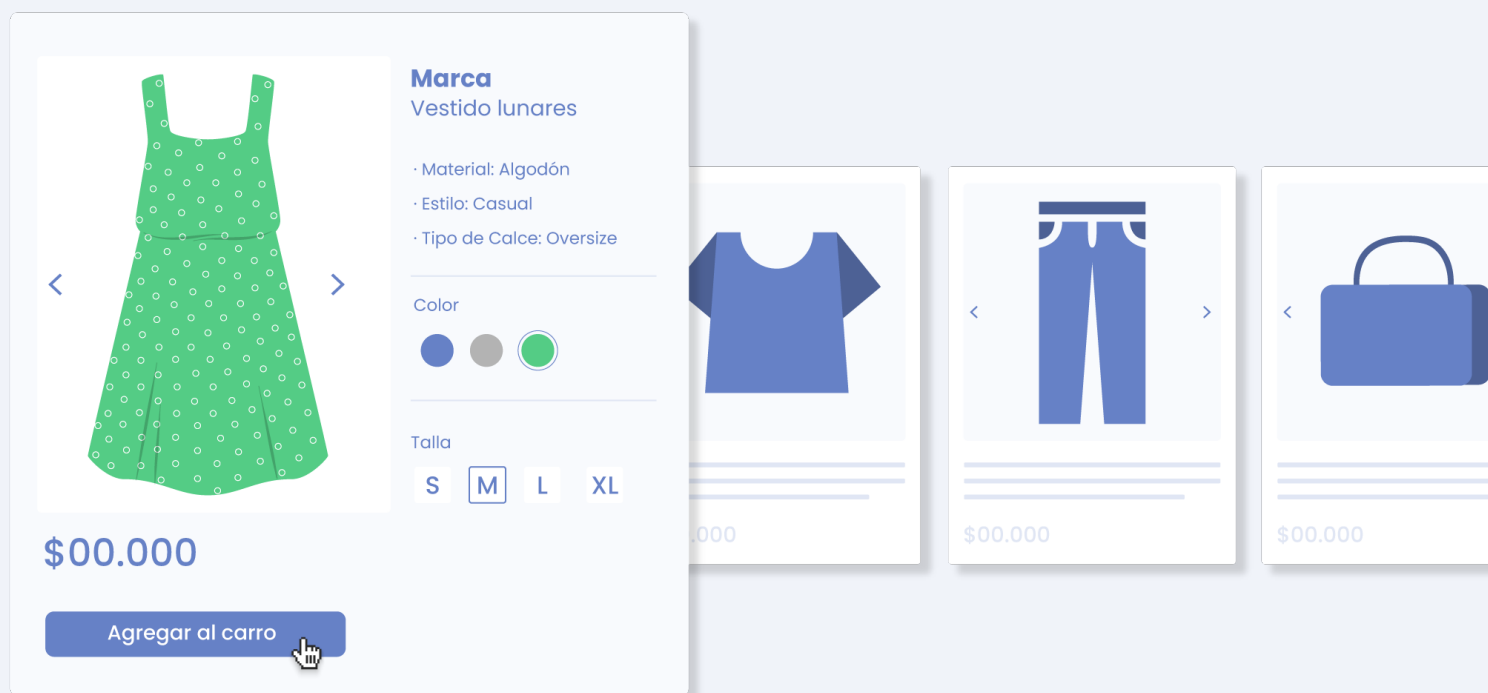 Marca
Vestido lunares
· Material: Algodón
· Estilo: Casual
· Tipo de Calce: Oversize
Color
Talla
S M L XL
$00.000
Agregar al carro
.000
$00.000
$00.000